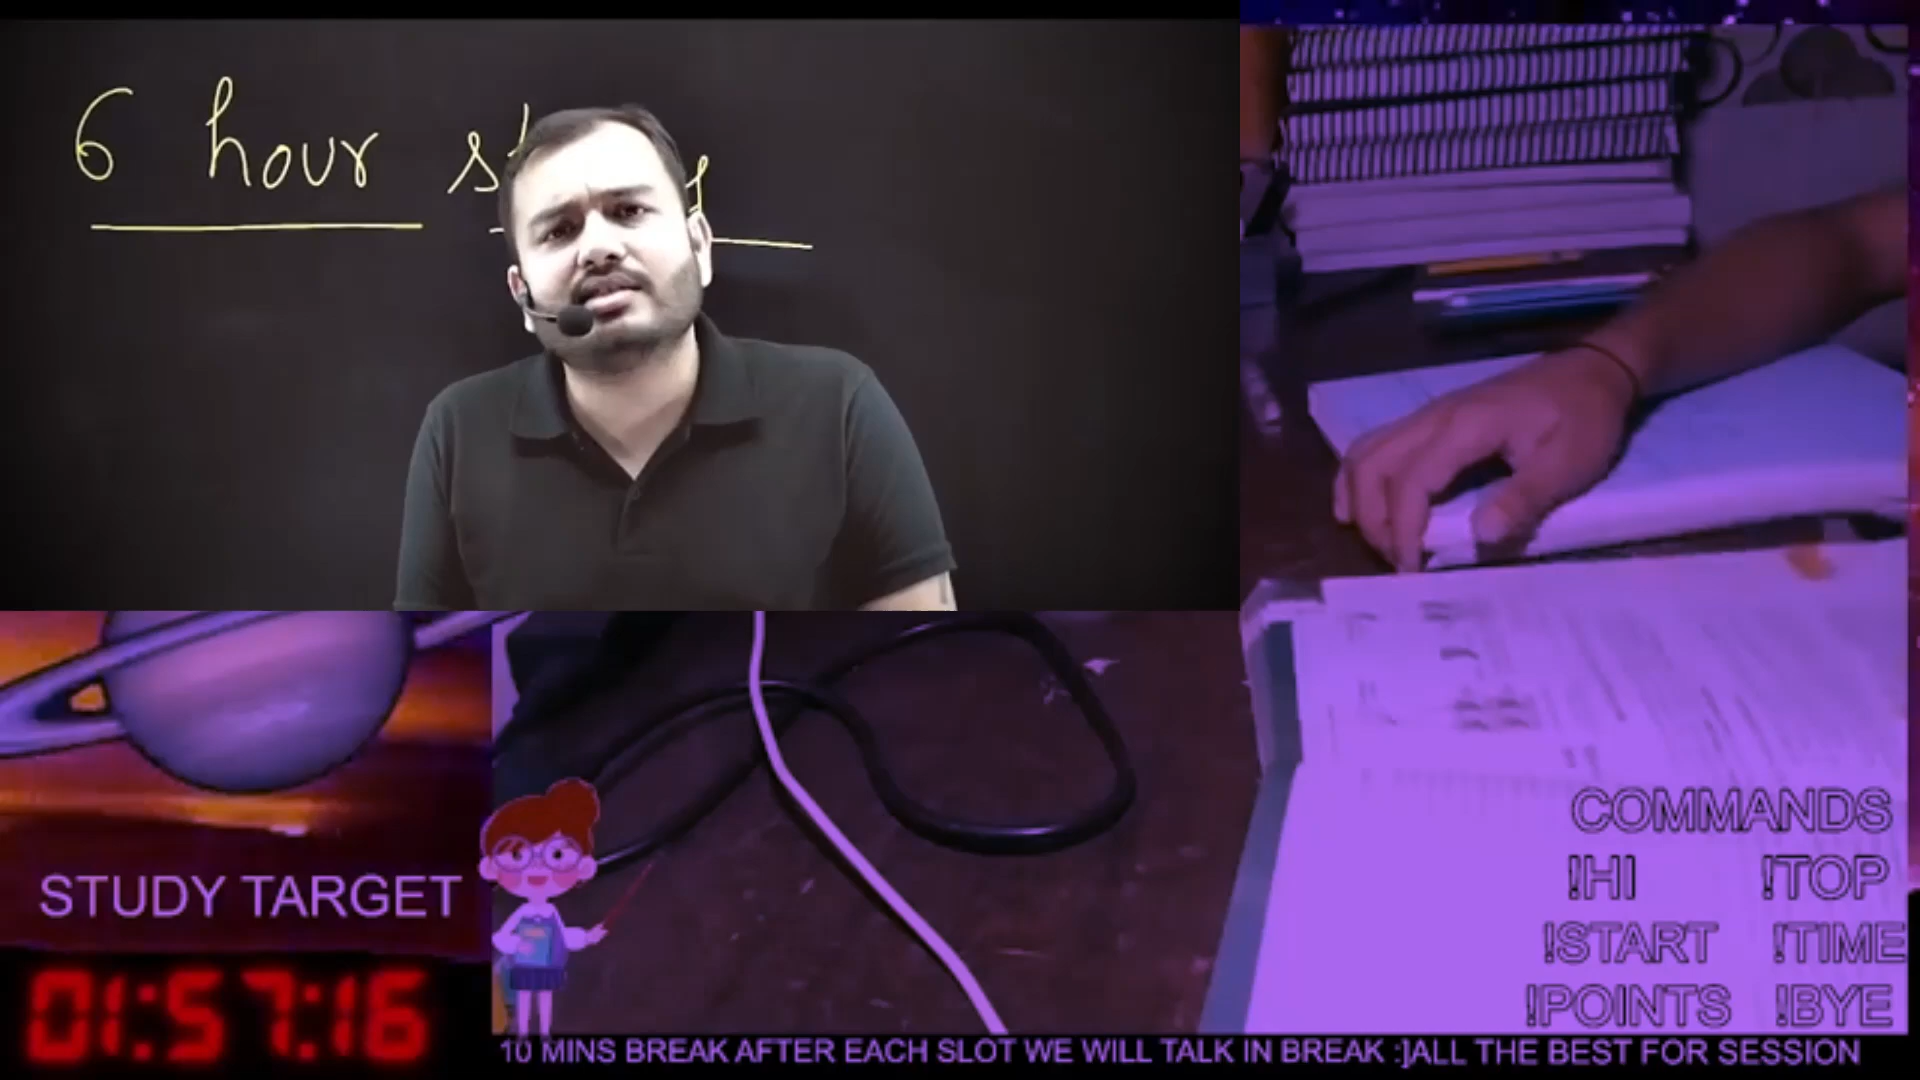 6 hour
STUDY TARGET
01:57:16
COMMANDS
!HI !TOP
!START !TIME
!POINTS !BYE
10 MINS BREAK AFTER EACH SLOT WE WILL TALK IN BREAK :]ALL THE BEST FOR SESSION